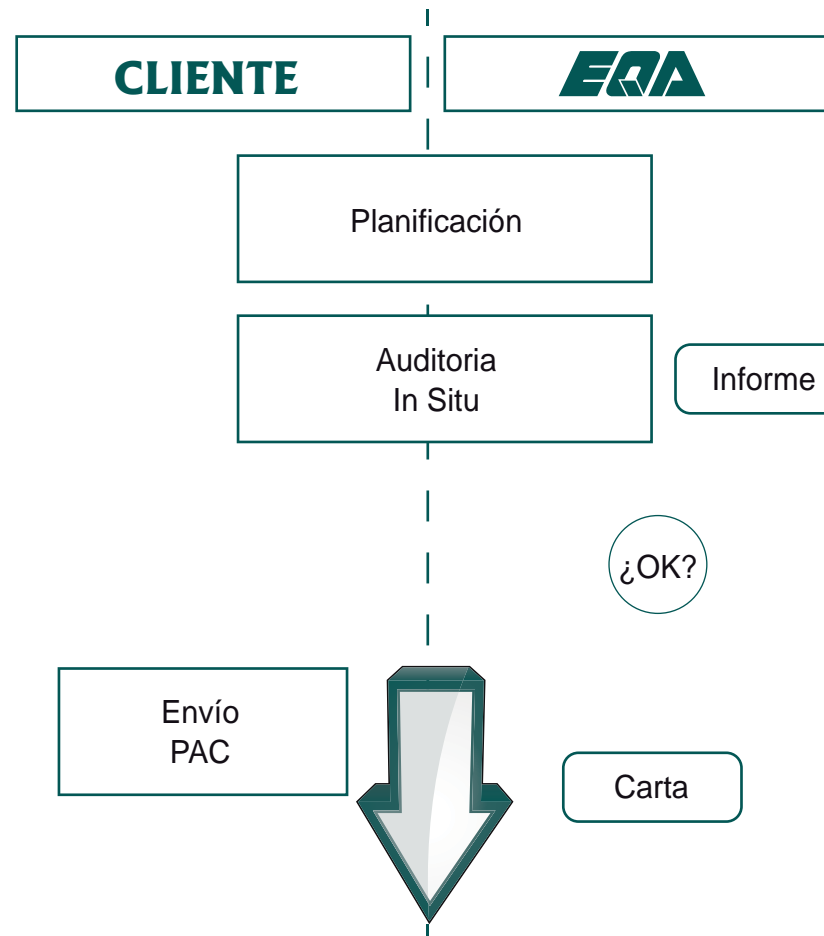 CLIENTE
EQA
Planificación
Auditoria
In Situ
Informe
¿OK?
Envío
PAC
Carta